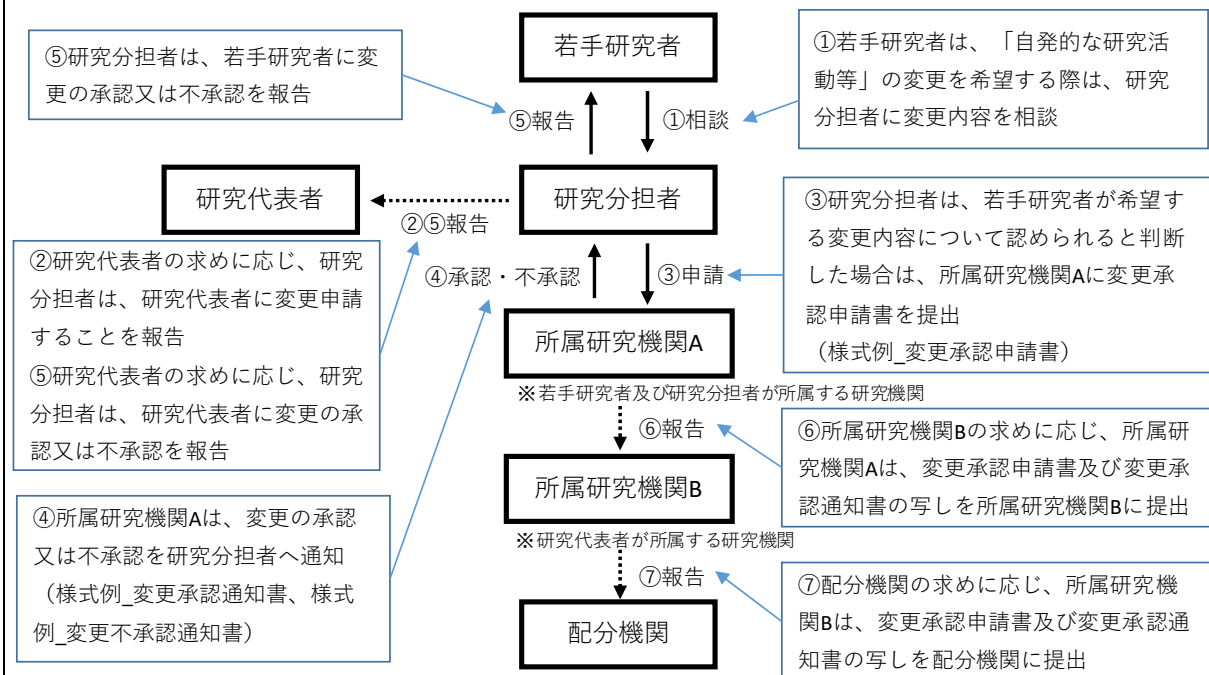 ⑤研究分担者は、若手研究者に変
更の承認又は不承認を報告
若手研究者
①若手研究者は、「自発的な研究活
動等」の変更を希望する際は、研究
分担者に変更内容を相談
⑤報告
①相談
研究代表者
研究分担者
②⑤報告
③研究分担者は、若手研究者が希望す
る変更内容について認められると判断
した場合は、所属研究機関Aに変更承
認申請書を提出
（様式例_変更承認申請書）
②研究代表者の求めに応じ、研究
分担者は、研究代表者に変更申請
することを報告
⑤研究代表者の求めに応じ、研究
分担者は、研究代表者に変更の承
認又は不承認を報告
④承認・不承認
③申請
所属研究機関A
※若手研究者及び研究分担者が所属する研究機関
⑥報告
⑥所属研究機関Bの求めに応じ、所属研
究機関Aは、変更承認申請書及び変更承
認通知書の写しを所属研究機関Bに提出
所属研究機関B
※研究代表者が所属する研究機関
④所属研究機関Aは、変更の承認
又は不承認を研究分担者へ通知
（様式例_変更承認通知書、様式
例_変更不承認通知書）
⑦報告
⑦配分機関の求めに応じ、所属研究機
関Bは、変更承認申請書及び変更承認通
知書の写しを配分機関に提出
配分機関